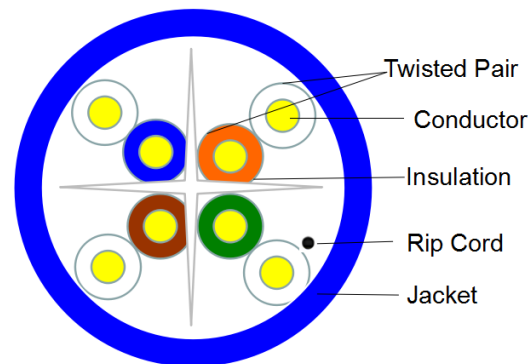 Twisted Pair
Conductor
Insulation
Rip Cord
Jacket